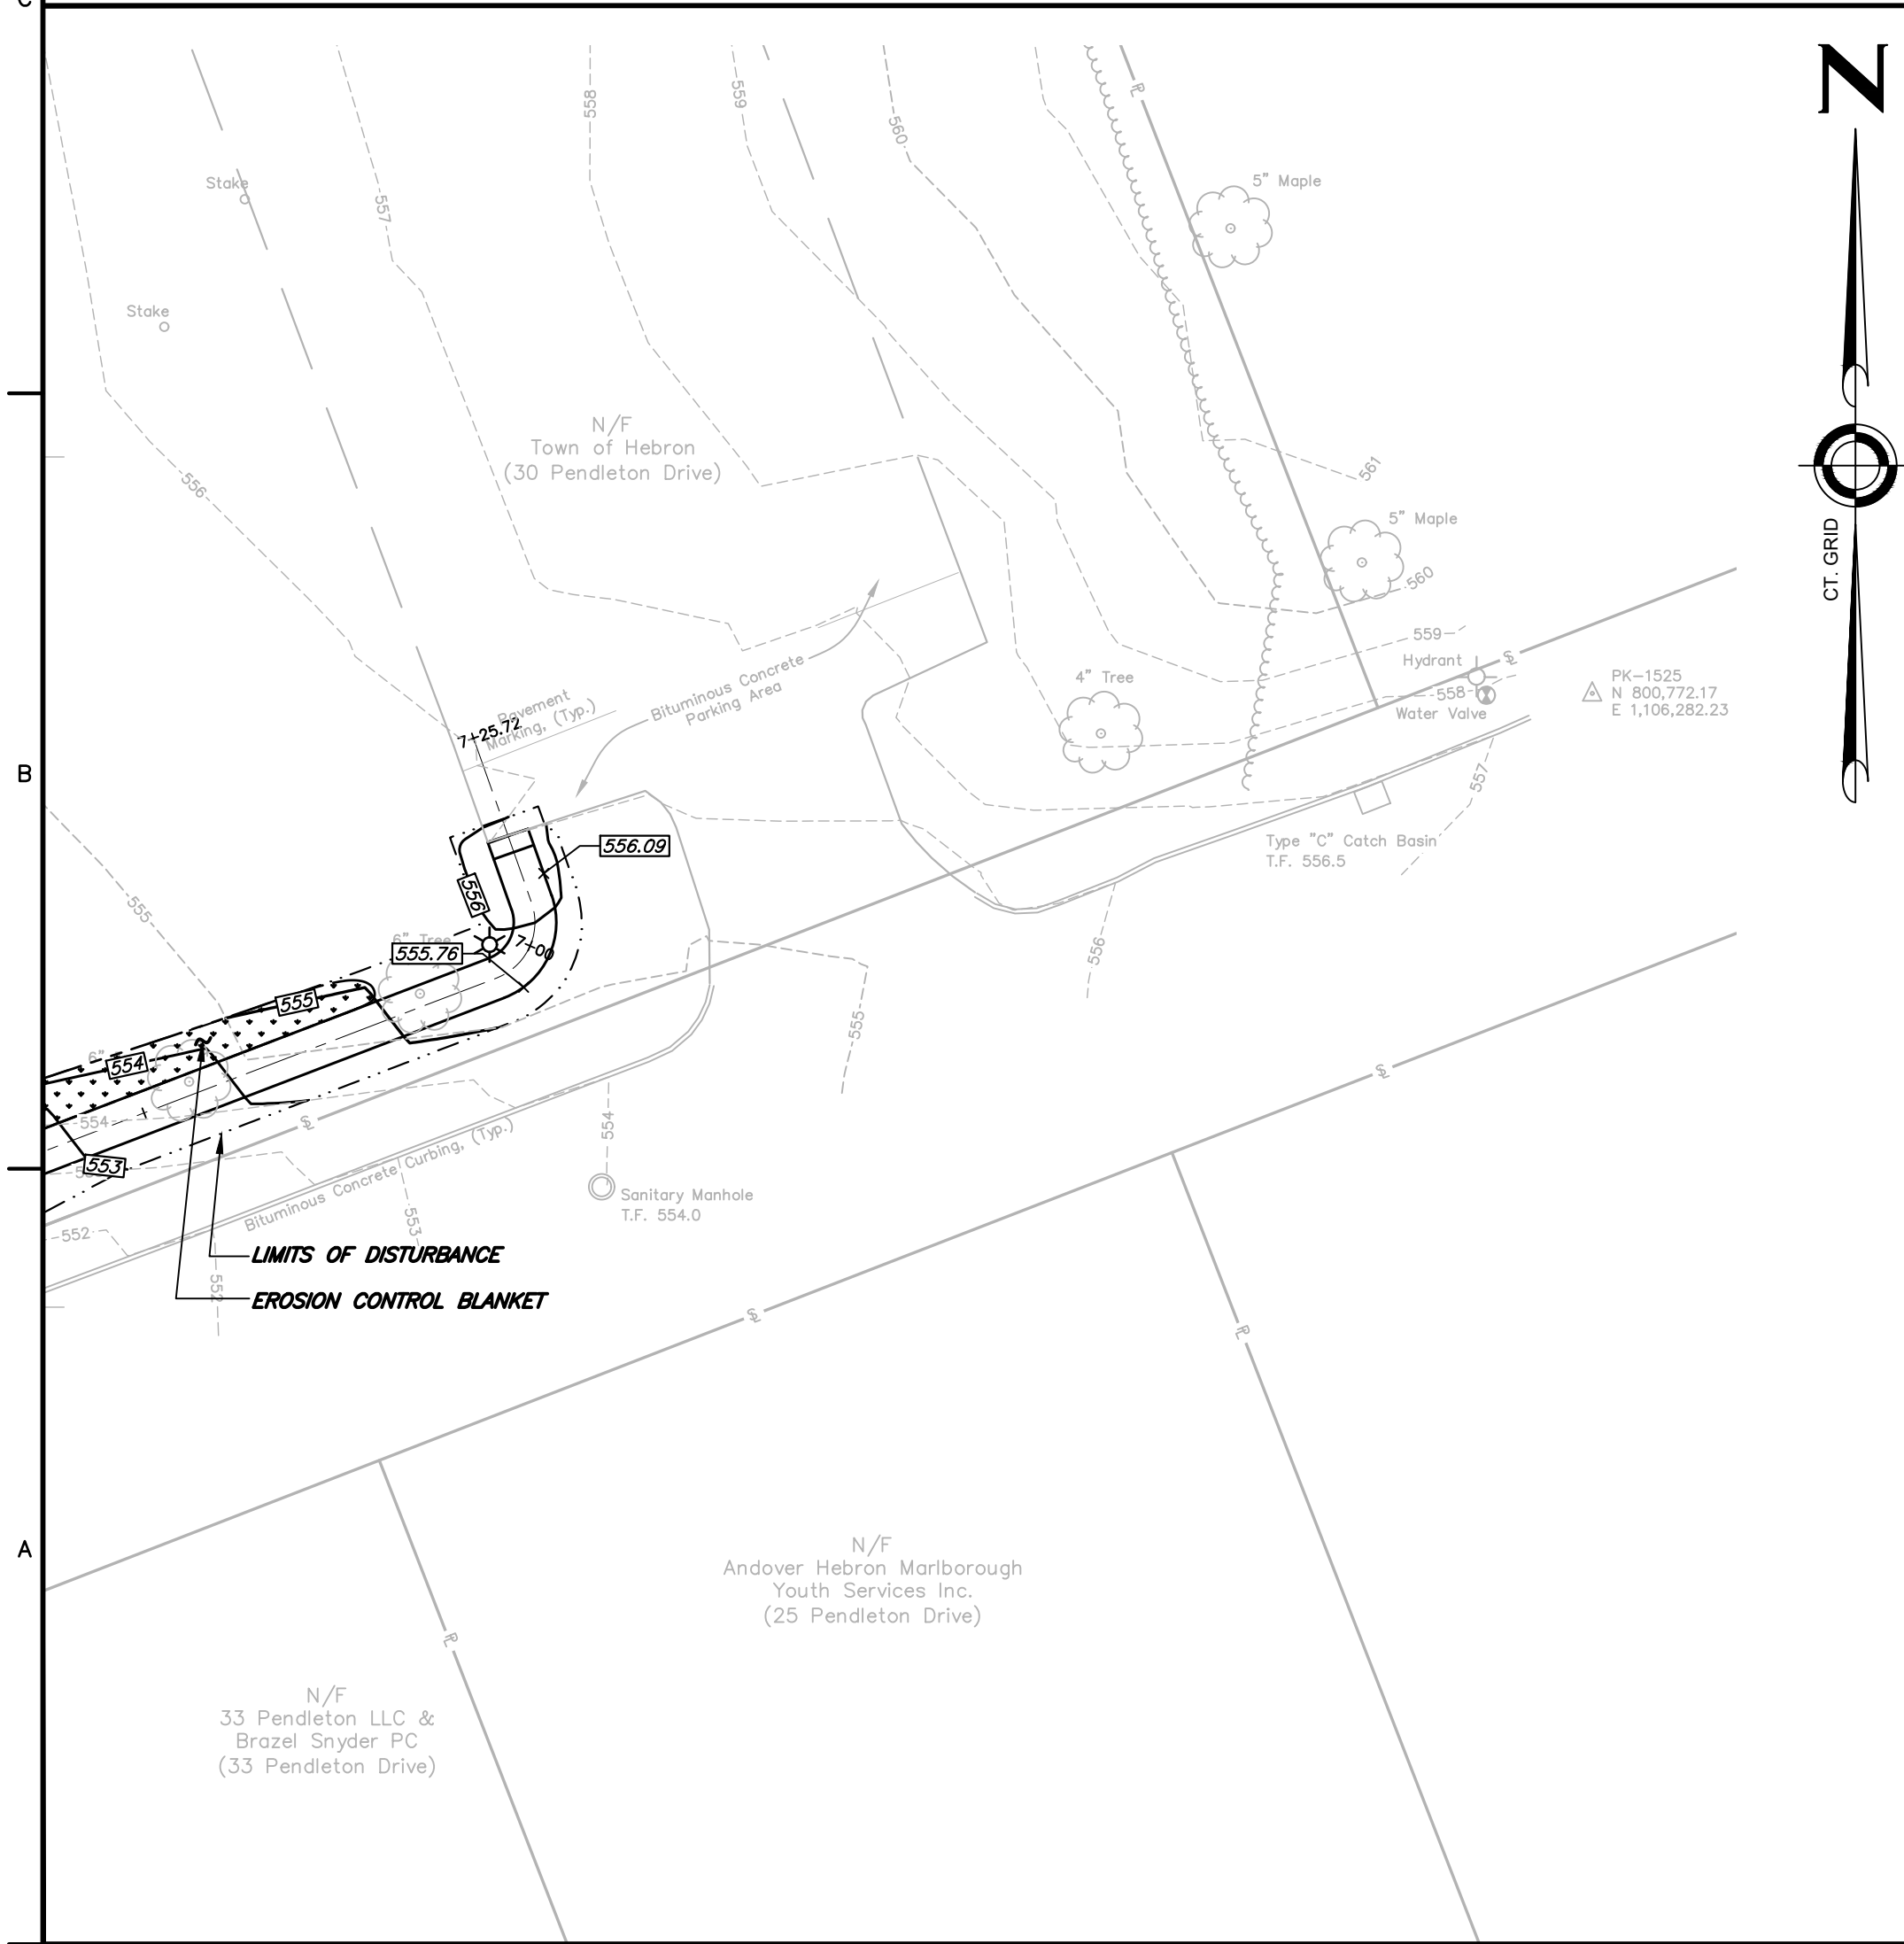 C
N
558
559
560
5" Maple
Stake
557
Stake
N/F
Town of Hebron
(30 Pendleton Drive)
556
561
5" Maple
CT. GRID
560
559
Hydrant
℄
PK-1525
N 800,772.17
E 1,106,282.23
558
Water Valve
4" Tree
Bituminous Concrete
Parking Area
Pavement
Marking, (Typ.)
7+25.72
B
557
Type "C" Catch Basin
T.F. 556.5
556.09
556
555
6" Tree
555.76
7+00
556
555
555
6"
554
554
553
℄
554
Bituminous Concrete Curbing, (Typ.)
Sanitary Manhole
T.F. 554.0
552
553
552
LIMITS OF DISTURBANCE
EROSION CONTROL BLANKET
A
N/F
Andover Hebron Marlborough
Youth Services Inc.
(25 Pendleton Drive)
N/F
33 Pendleton LLC &
Brazel Snyder PC
(33 Pendleton Drive)